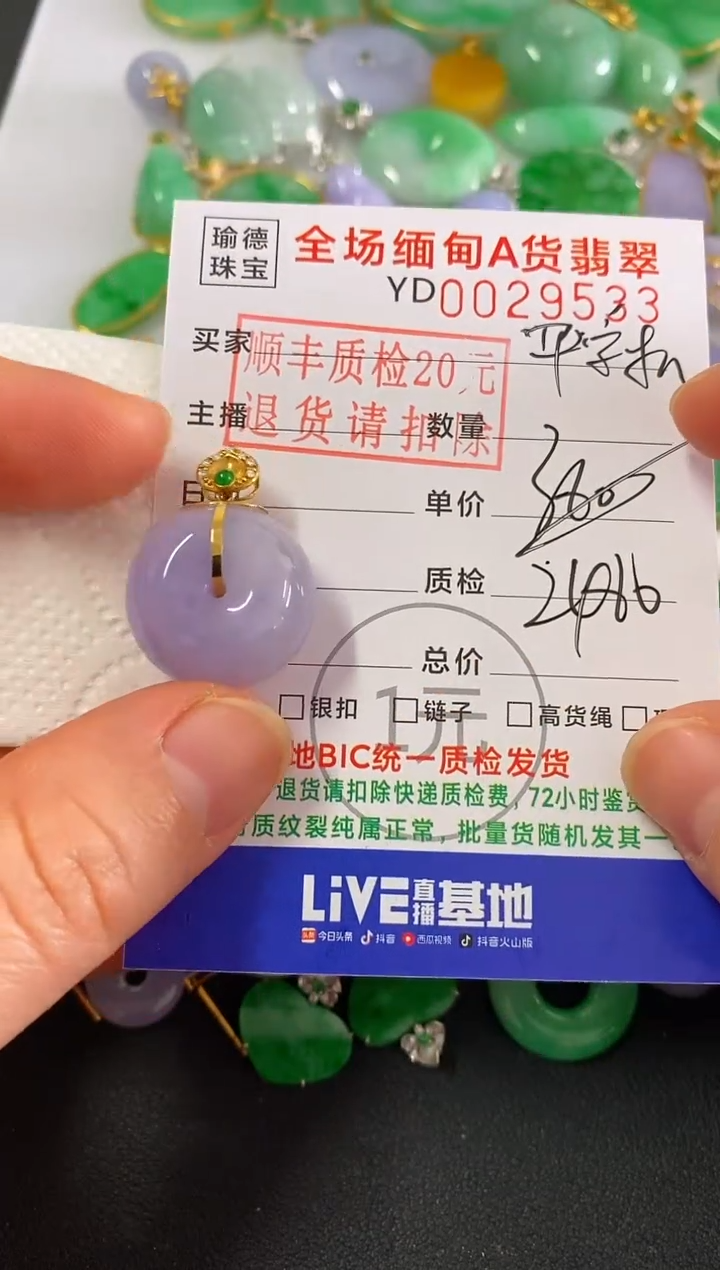 瑜德
珠宝
全场缅甸A货翡翠
YD0029533
买家
顺丰质检20元
主播
退货请扣除
数量
单价
质检
总价
1元
银扣 链子 高货绳
地BIC统一质检发货
退货请扣除快递质检费，72小时鉴赏
质纹裂纯属正常，批量货随机发其一
LiVE直播基地
今日头条 抖音 西瓜视频 抖音火山版